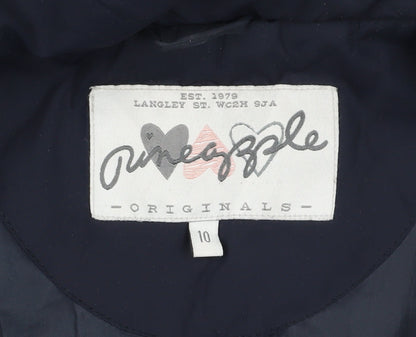 EST. 1979
LANGLEY ST. WC2H 9JA
Pineapple
- ORIGINALS -
10